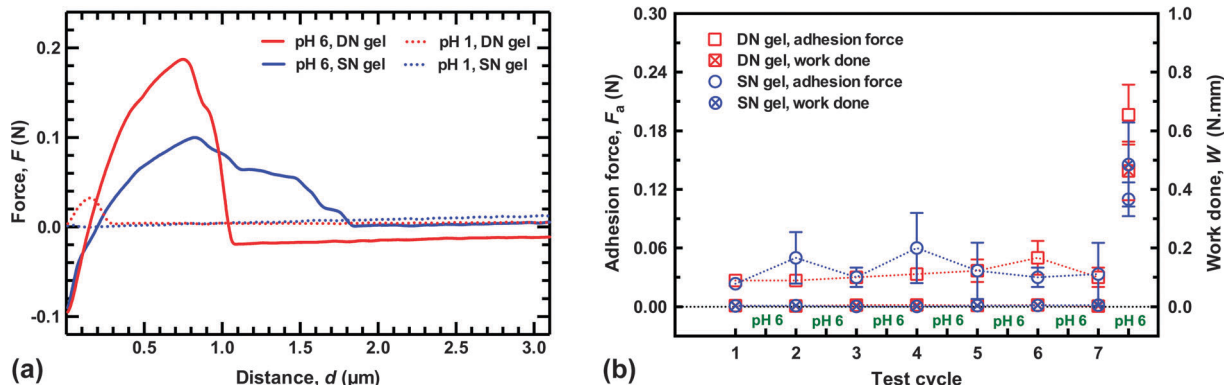 0.2
0.1
0.0
-0.1
Force, F (N)
pH 6, DN gel
pH 1, DN gel
pH 6, SN gel
pH 1, SN gel
0.5
1.0
1.5
2.0
2.5
3.0
Distance, d (µm)
(a)
0.30
0.24
0.18
0.12
0.06
0.00
Adhesion force, Fa (N)
DN gel, adhesion force
DN gel, work done
SN gel, adhesion force
SN gel, work done
1.0
0.8
0.6
0.4
0.2
0.0
Work done, W (N.mm)
pH 6 pH 6 pH 6 pH 6 pH 6 pH 6 pH 6
1 2 3 4 5 6 7
Test cycle
(b)